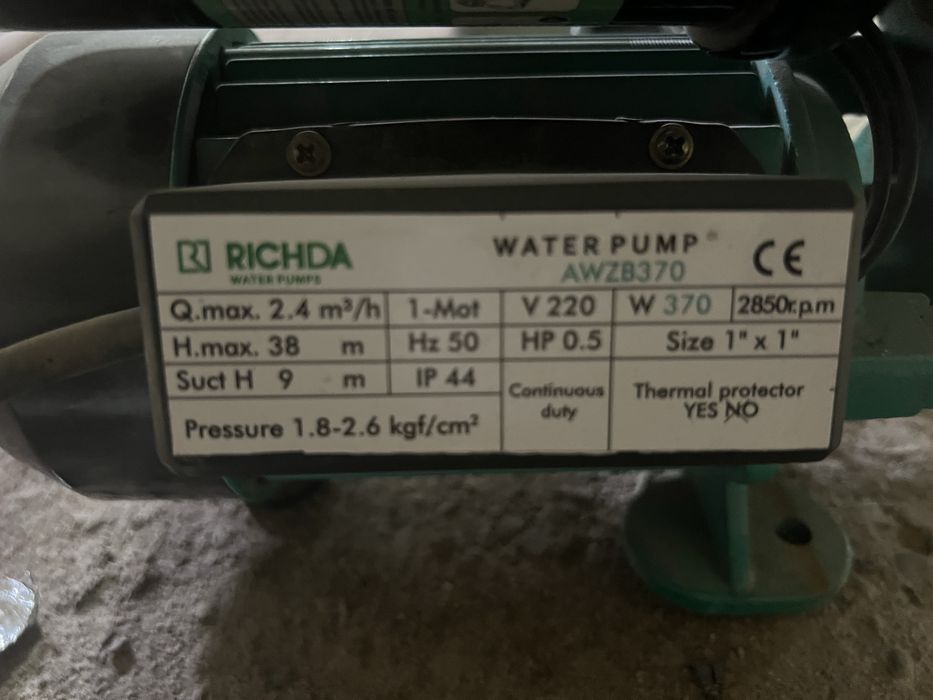 RICHDA
WATER PUMPS
WATER PUMP
AWZB370
CE
Q.max. 2.4 m³/h
1-Mot
V 220
W 370
2850r.p.m
H.max. 38 m
Hz 50
HP 0.5
Size 1" x 1"
Suct H 9 m
IP 44
Continuous
duty
Thermal protector
YES NO
Pressure 1.8-2.6 kgf/cm²